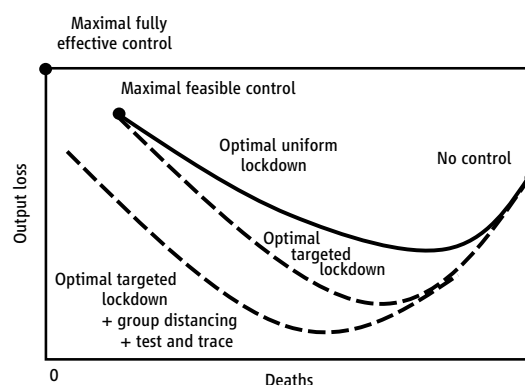 Maximal fully
effective control
Maximal feasible control
Optimal uniform
lockdown
No control
Output loss
Optimal
targeted
lockdown
Optimal targeted
lockdown
+ group distancing
+ test and trace
0
Deaths